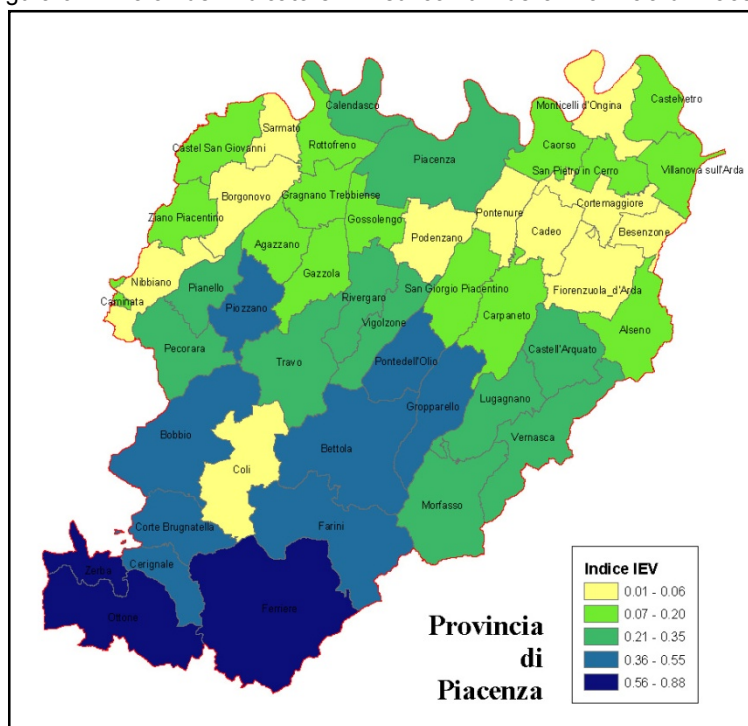 Calendasco
Monticelli d'Ongina
Castelvetro
Sarmato
Rottofreno
Castel San Giovanni
Caorso
Piacenza
San Pietro in Cerro
Villanova sull'Arda
Borgonovo
Gragnano Trebbiense
Cortemaggiore
Ziano Piacentino
Gossolengo
Pontenure
Podenzano
Cadeo
Besenzone
Agazzano
Nibbiano
Gazzola
Pianello
Rivergaro
San Giorgio Piacentino
Fiorenzuola_d'Arda
Caminata
Piozzano
Vigolzone
Carpaneto
Alseno
Pecorara
Travo
Pontedell'Olio
Castell'Arquato
Lugagnano
Gropparello
Bobbio
Vernasca
Bettola
Coli
Morfasso
Corte Brugnatella
Farini
Zerba
Cerignale
Ottone
Ferriere
Provincia
di
Piacenza
Indice IEV
0.01 - 0.06
0.07 - 0.20
0.21 - 0.35
0.36 - 0.55
0.56 - 0.88